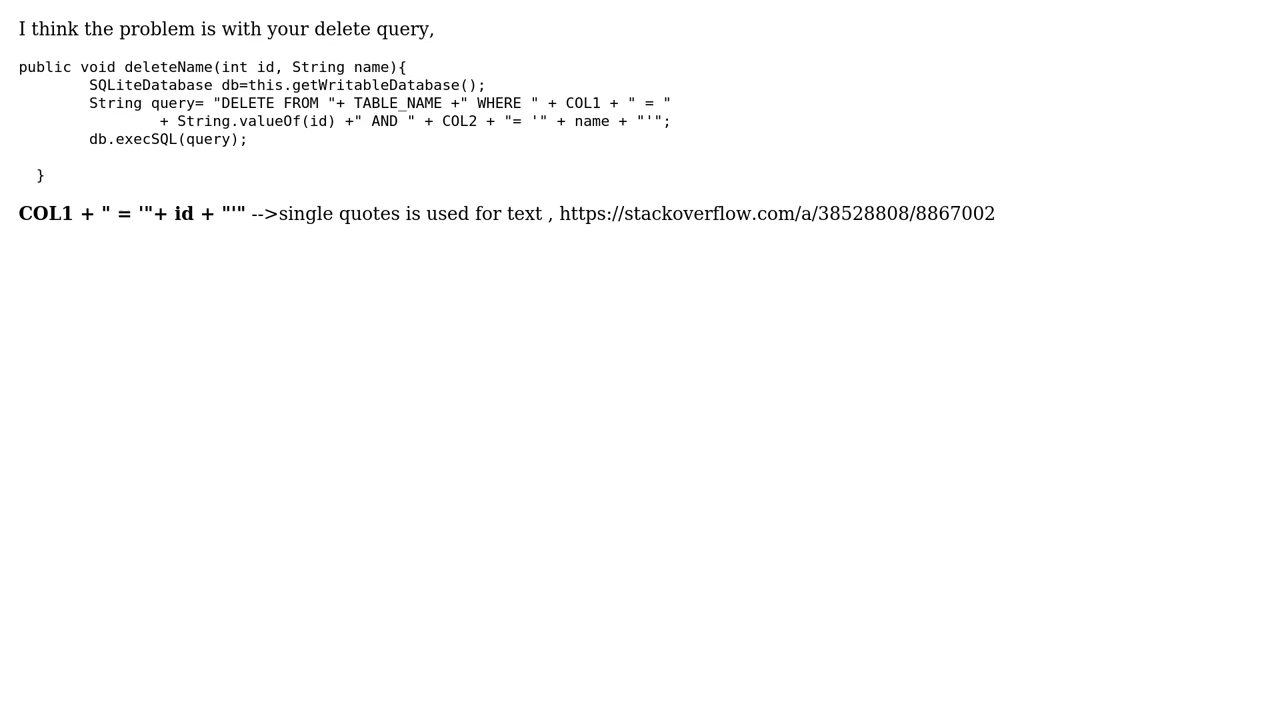 I think the problem is with your delete query,
public void deleteName(int id, String name){
        SQLiteDatabase db=this.getWritableDatabase();
        String query= "DELETE FROM "+ TABLE_NAME +" WHERE " + COL1 + " = "
                + String.valueOf(id) +" AND " + COL2 + "= '" + name + "'";
        db.execSQL(query);
  }
COL1 + " = '"+ id + "'" -->single quotes is used for text , https://stackoverflow.com/a/38528808/8867002